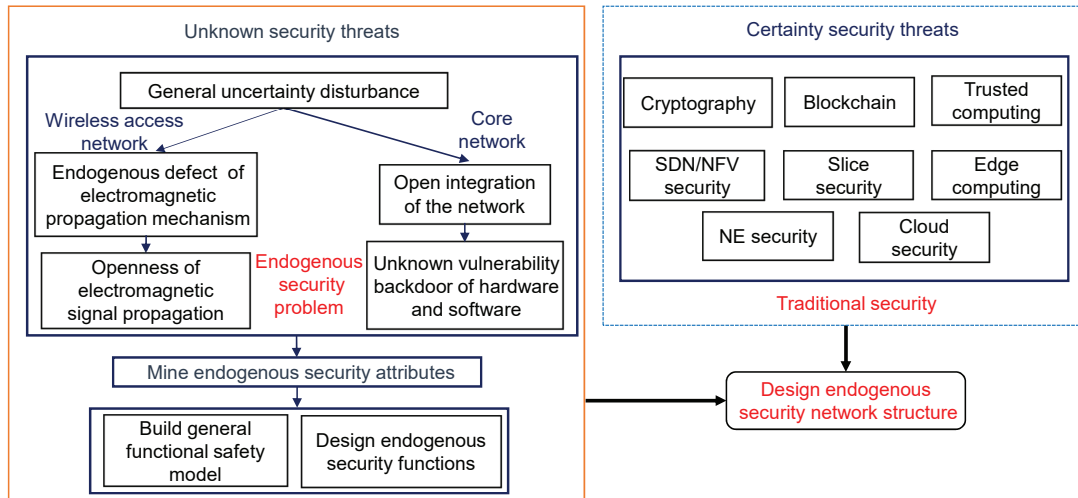 Unknown security threats
General uncertainty disturbance
Wireless access
network
Core
network
Endogenous defect of
electromagnetic
propagation mechanism
Open integration
of the network
Openness of
electromagnetic
signal propagation
Endogenous
security
problem
Unknown vulnerability
backdoor of hardware
and software
Mine endogenous security attributes
Build general
functional safety
model
Design endogenous
security functions
Certainty security threats
Cryptography
Blockchain
Trusted
computing
SDN/NFV
security
Slice
security
Edge
computing
NE security
Cloud
security
Traditional security
Design endogenous
security network structure